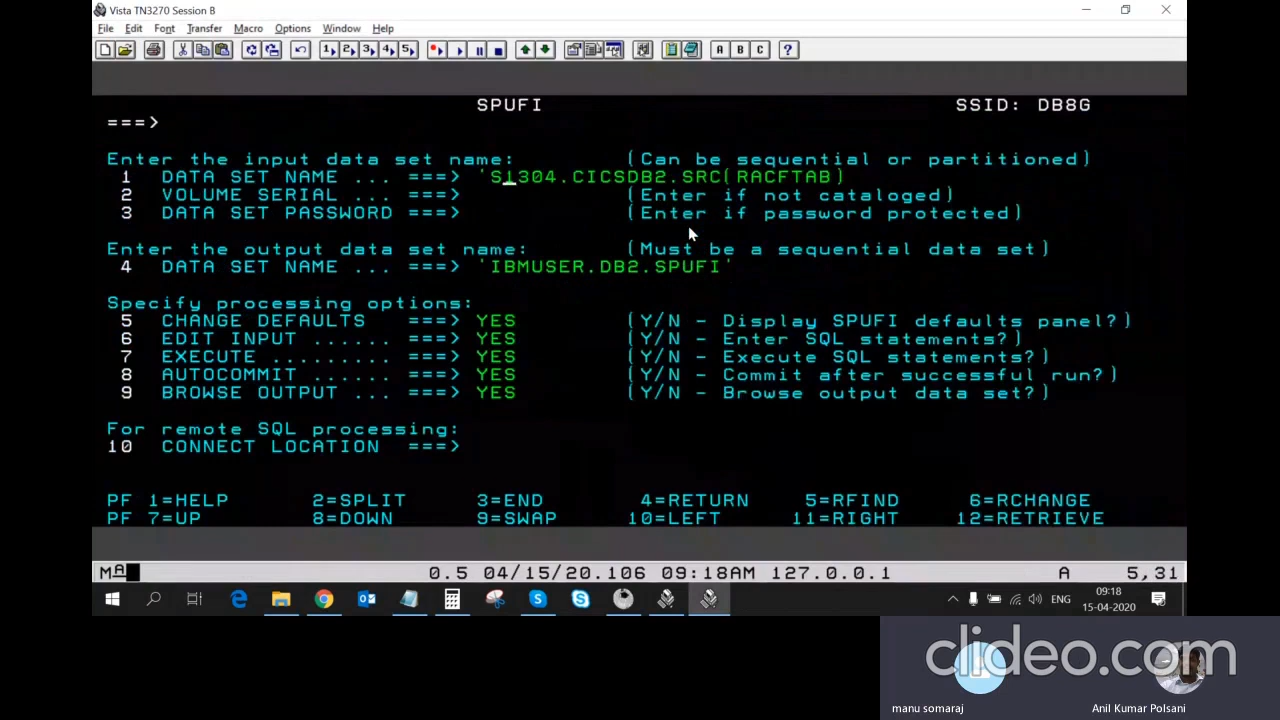 Vista TN3270 Session B
File Edit Font Transfer Macro Options Window Help
1 2 3 4 5 A B C ?
SPUFI SSID: DB8G
===>
Enter the input data set name: (Can be sequential or partitioned)
1 DATA SET NAME ... ===> 'S1304.CICSDB2.SRC(RACFTAB)
2 VOLUME SERIAL ... ===> (Enter if not cataloged)
3 DATA SET PASSWORD ===> (Enter if password protected)
Enter the output data set name: (Must be a sequential data set)
4 DATA SET NAME ... ===> 'IBMUSER.DB2.SPUFI'
Specify processing options:
5 CHANGE DEFAULTS ===> YES (Y/N - Display SPUFI defaults panel?)
6 EDIT INPUT ...... ===> YES (Y/N - Enter SQL statements?)
7 EXECUTE ......... ===> YES (Y/N - Execute SQL statements?)
8 AUTOCOMMIT ...... ===> YES (Y/N - Commit after successful run?)
9 BROWSE OUTPUT ... ===> YES (Y/N - Browse output data set?)
For remote SQL processing:
10 CONNECT LOCATION ===>
PF 1=HELP 2=SPLIT 3=END 4=RETURN 5=RFIND 6=RCHANGE
PF 7=UP 8=DOWN 9=SWAP 10=LEFT 11=RIGHT 12=RETRIEVE
MA 0.5 04/15/20.106 09:18AM 127.0.0.1 A 5,31
ENG 09:18
15-04-2020
clideo.com
manu somaraj Anil Kumar Polsani